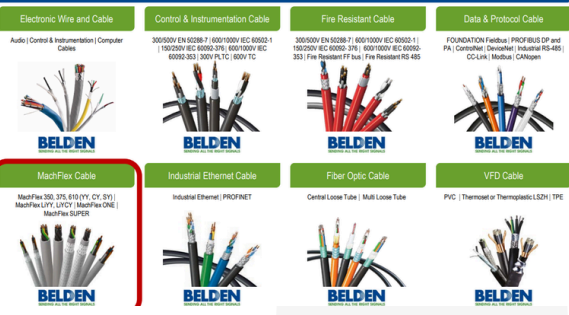 Electronic Wire and Cable
Audio | Control & Instrumentation | Computer
Cables
BELDEN
SENDING ALL THE RIGHT SIGNALS
Control & Instrumentation Cable
300/500V EN 50288-7 | 600/1000V IEC 60502-1
| 150/250V IEC 60092-376 | 600/1000V IEC
60092-353 | 300V PLTC | 600V TC
BELDEN
SENDING ALL THE RIGHT SIGNALS
Fire Resistant Cable
300/500V EN 50288-7 | 600/1000V IEC 60502-1 |
150/250V IEC 60092- 376 | 600/1000V IEC 60092-
353 | Fire Resistant FF bus | Fire Resistant RS 485
BELDEN
SENDING ALL THE RIGHT SIGNALS
Data & Protocol Cable
FOUNDATION Fieldbus | PROFIBUS DP and
PA | ControlNet | DeviceNet | Industrial RS-485 |
CC-Link | Modbus | CANopen
BELDEN
SENDING ALL THE RIGHT SIGNALS
MachFlex Cable
MachFlex 350, 375, 610 (YY, CY, SY) |
MachFlex LiYY, LiYCY | MachFlex ONE |
MachFlex SUPER
BELDEN
SENDING ALL THE RIGHT SIGNALS
Industrial Ethernet Cable
Industrial Ethernet | PROFINET
BELDEN
SENDING ALL THE RIGHT SIGNALS
Fiber Optic Cable
Central Loose Tube | Multi Loose Tube
BELDEN
SENDING ALL THE RIGHT SIGNALS
VFD Cable
PVC | Thermoset or Thermoplastic LSZH | TPE
BELDEN
SENDING ALL THE RIGHT SIGNALS